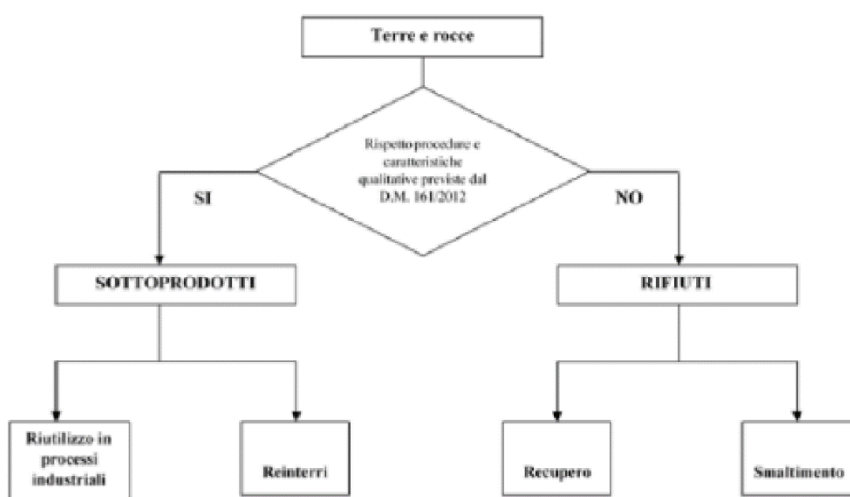 Terre e rocce
Rispetto procedure e
caratteristiche
qualitative previste dal
D.M. 161/2012
SI
NO
SOTTOPRODOTTI
RIFIUTI
Riutilizzo in
processi
industriali
Reinterri
Recupero
Smaltimento